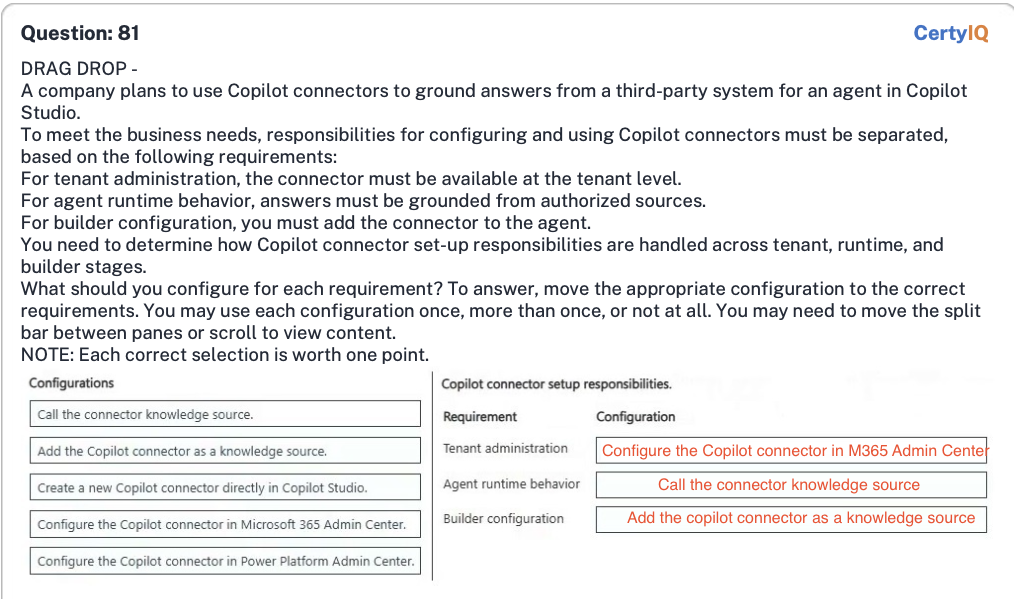 Question: 81
CertyIQ
DRAG DROP -
A company plans to use Copilot connectors to ground answers from a third-party system for an agent in Copilot
Studio.
To meet the business needs, responsibilities for configuring and using Copilot connectors must be separated,
based on the following requirements:
For tenant administration, the connector must be available at the tenant level.
For agent runtime behavior, answers must be grounded from authorized sources.
For builder configuration, you must add the connector to the agent.
You need to determine how Copilot connector set-up responsibilities are handled across tenant, runtime, and
builder stages.
What should you configure for each requirement? To answer, move the appropriate configuration to the correct
requirements. You may use each configuration once, more than once, or not at all. You may need to move the split
bar between panes or scroll to view content.
NOTE: Each correct selection is worth one point.
Configurations
Call the connector knowledge source.
Add the Copilot connector as a knowledge source.
Create a new Copilot connector directly in Copilot Studio.
Configure the Copilot connector in Microsoft 365 Admin Center.
Configure the Copilot connector in Power Platform Admin Center.
Copilot connector setup responsibilities.
Requirement Configuration
Tenant administration Configure the Copilot connector in M365 Admin Center
Agent runtime behavior Call the connector knowledge source
Builder configuration Add the copilot connector as a knowledge source